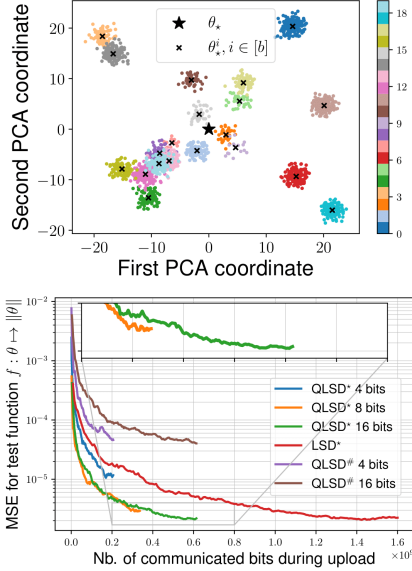 20
10
0
−10
−20
Second PCA coordinate
θ⋆
θ⋆^i, i ∈ [b]
−20 −10 0 10 20
First PCA coordinate
18
15
12
9
6
3
0
MSE for test function f : θ ↦ ‖θ‖
10^−2
10^−3
10^−4
10^−5
QLSD* 4 bits
QLSD* 8 bits
QLSD* 16 bits
LSD*
QLSD# 4 bits
QLSD# 16 bits
0.0 0.2 0.4 0.6 0.8 1.0 1.2 1.4 1.6
Nb. of communicated bits during upload